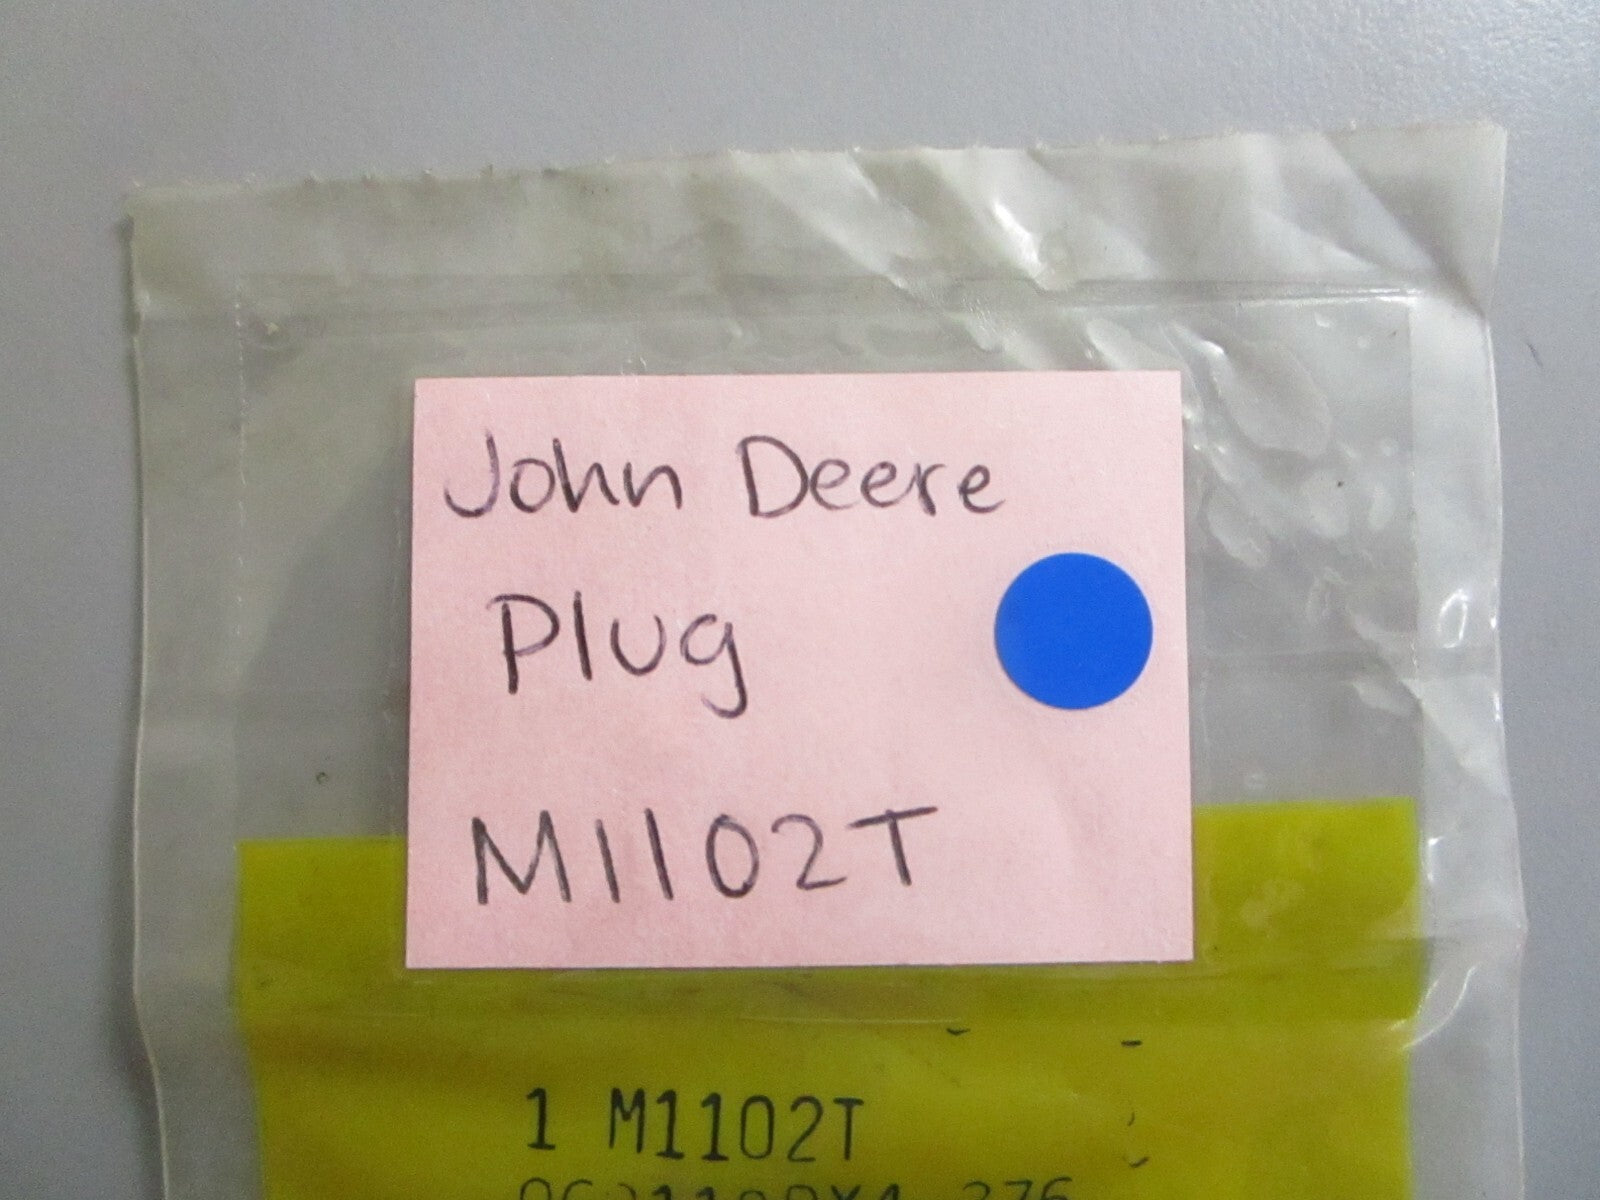 John Deere
Plug
M1102T
1 M1102T